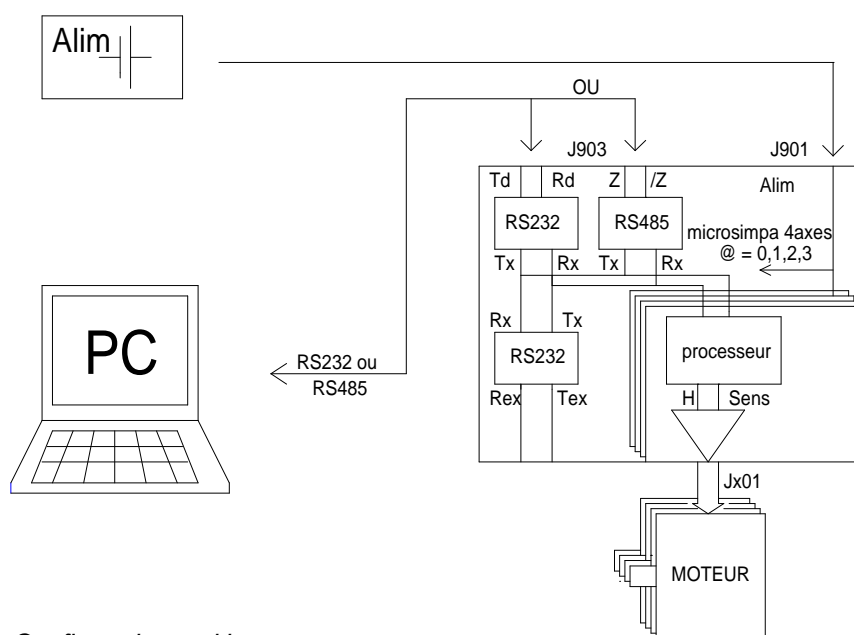 Alim
OU
J903
J901
Td Rd Z /Z Alim
RS232 RS485
microsimpa 4axes
@ = 0,1,2,3
Tx Rx Tx Rx
Rx Tx
PC
RS232
processeur
RS232 ou
RS485
Rex Tex
H Sens
Jx01
MOTEUR